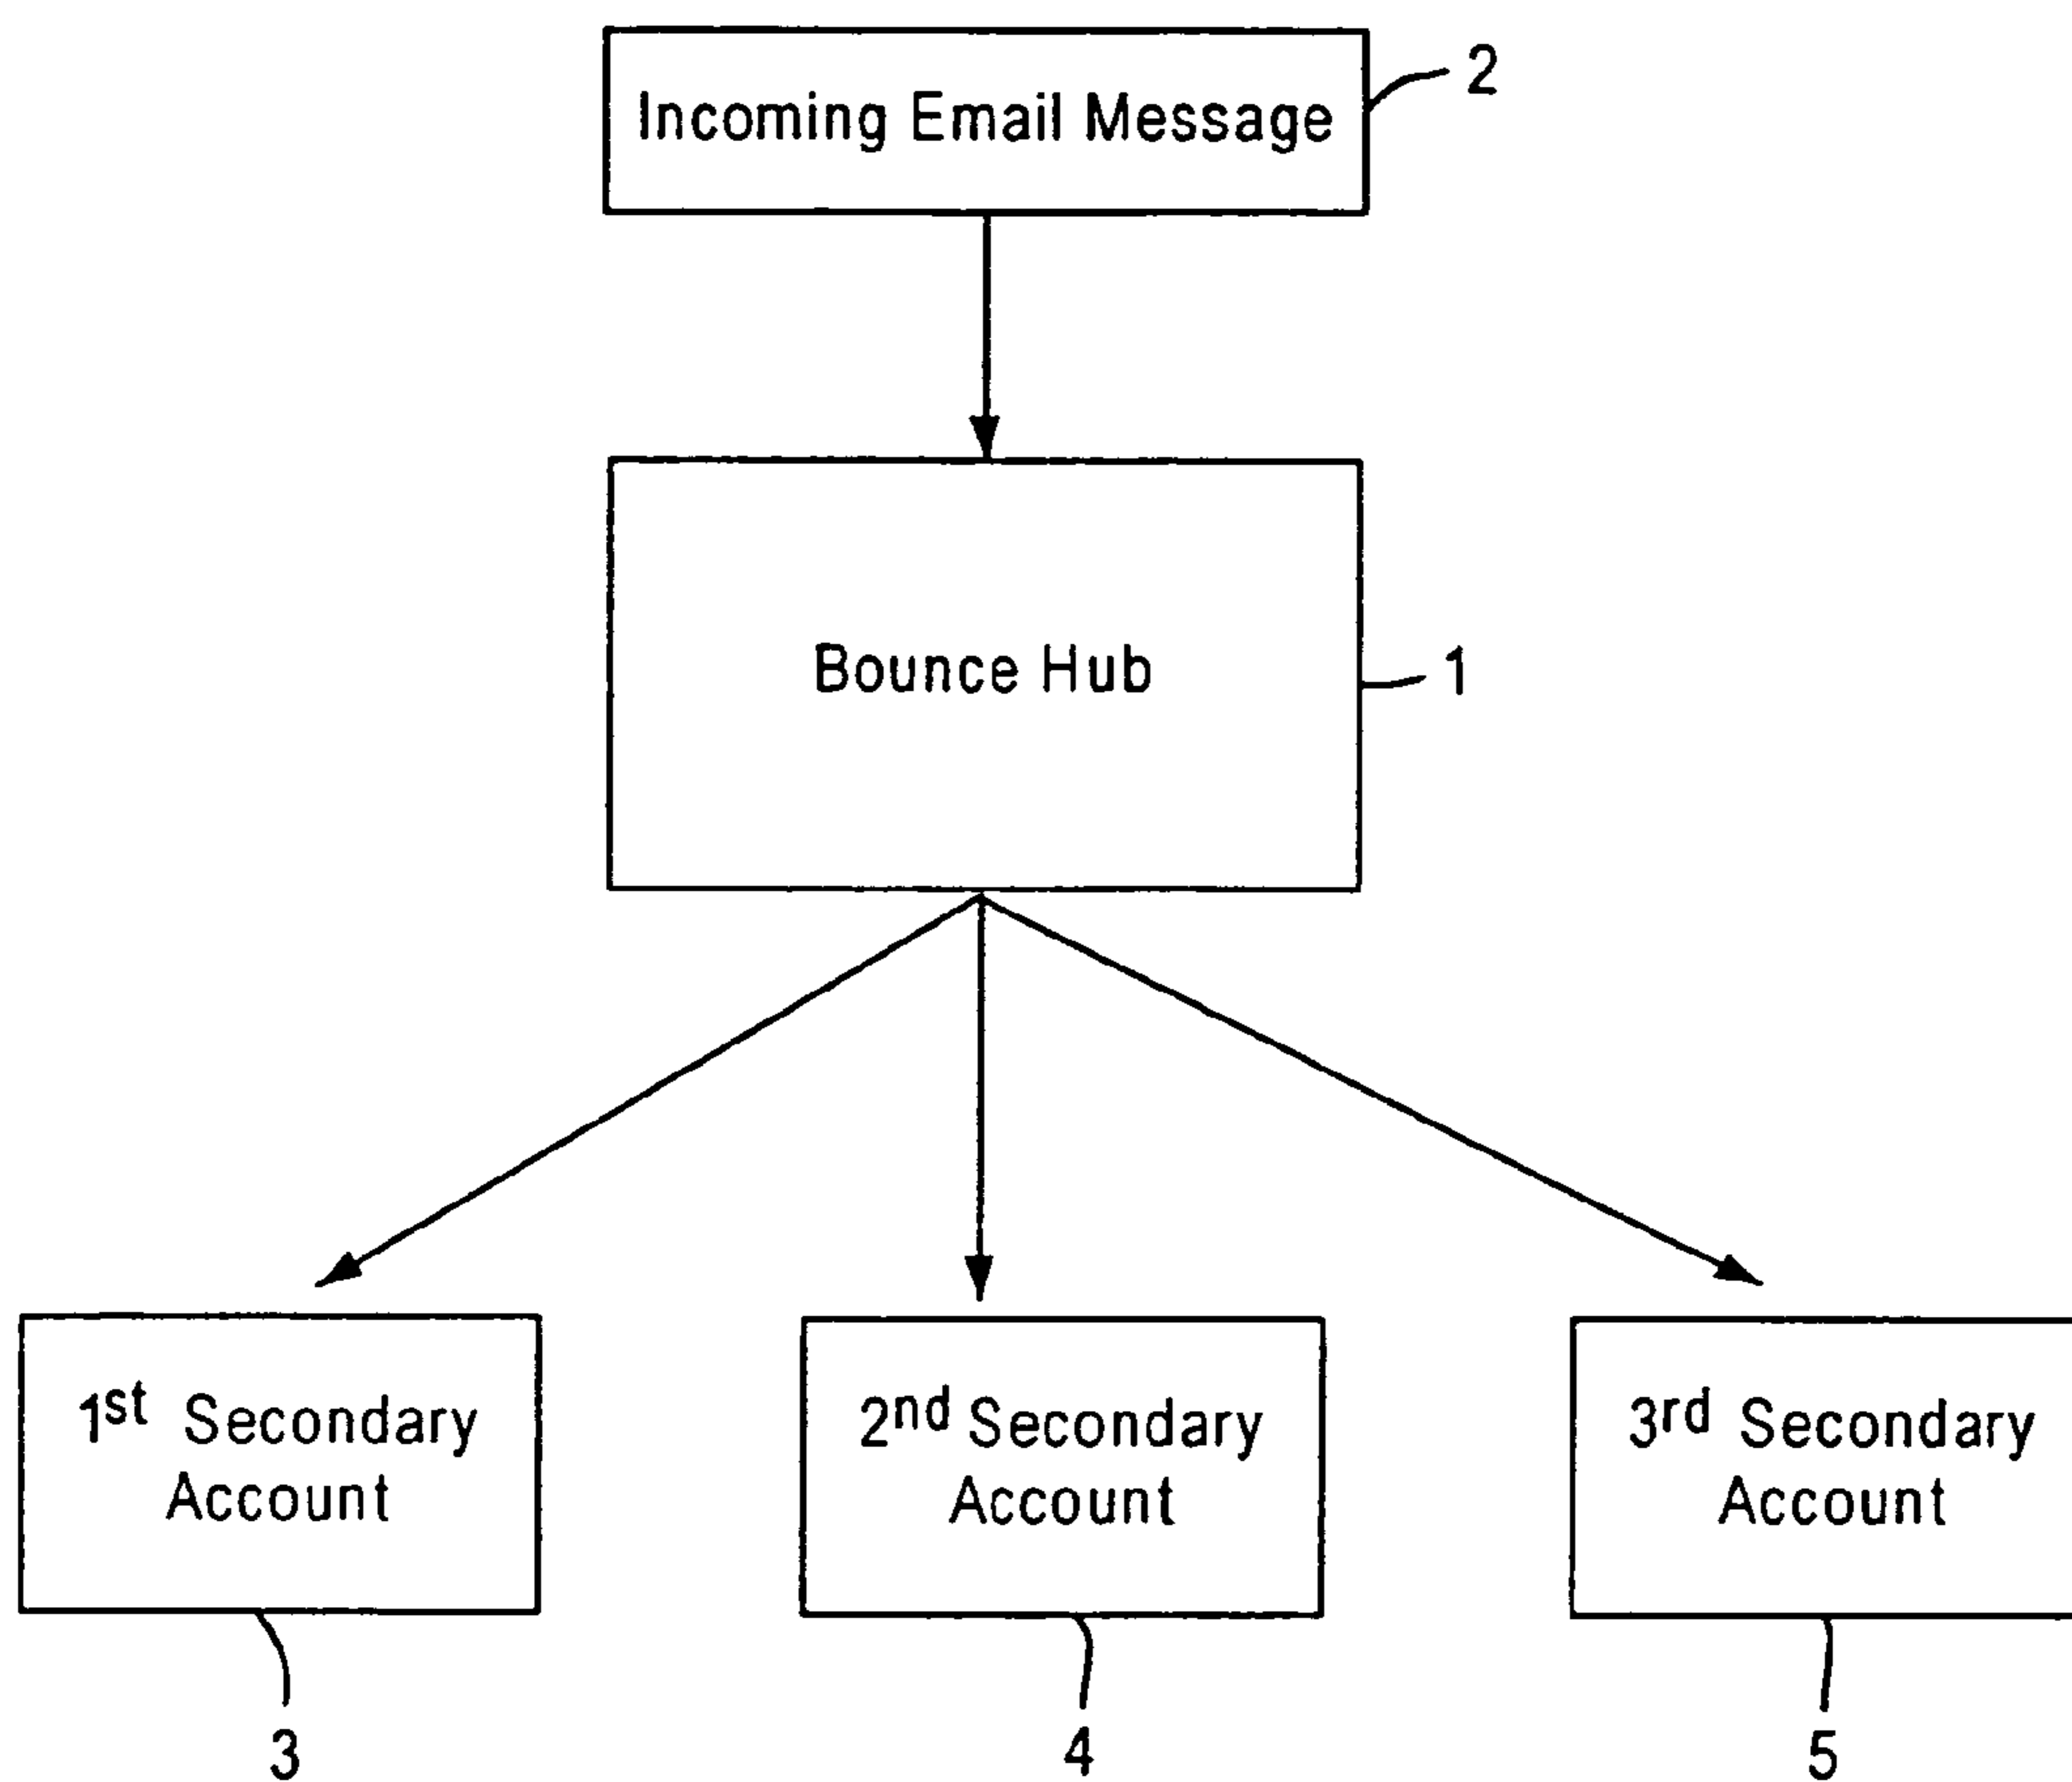 Incoming Email Message
2
Bounce Hub
1
1st Secondary
Account
2nd Secondary
Account
3rd Secondary
Account
3
4
5